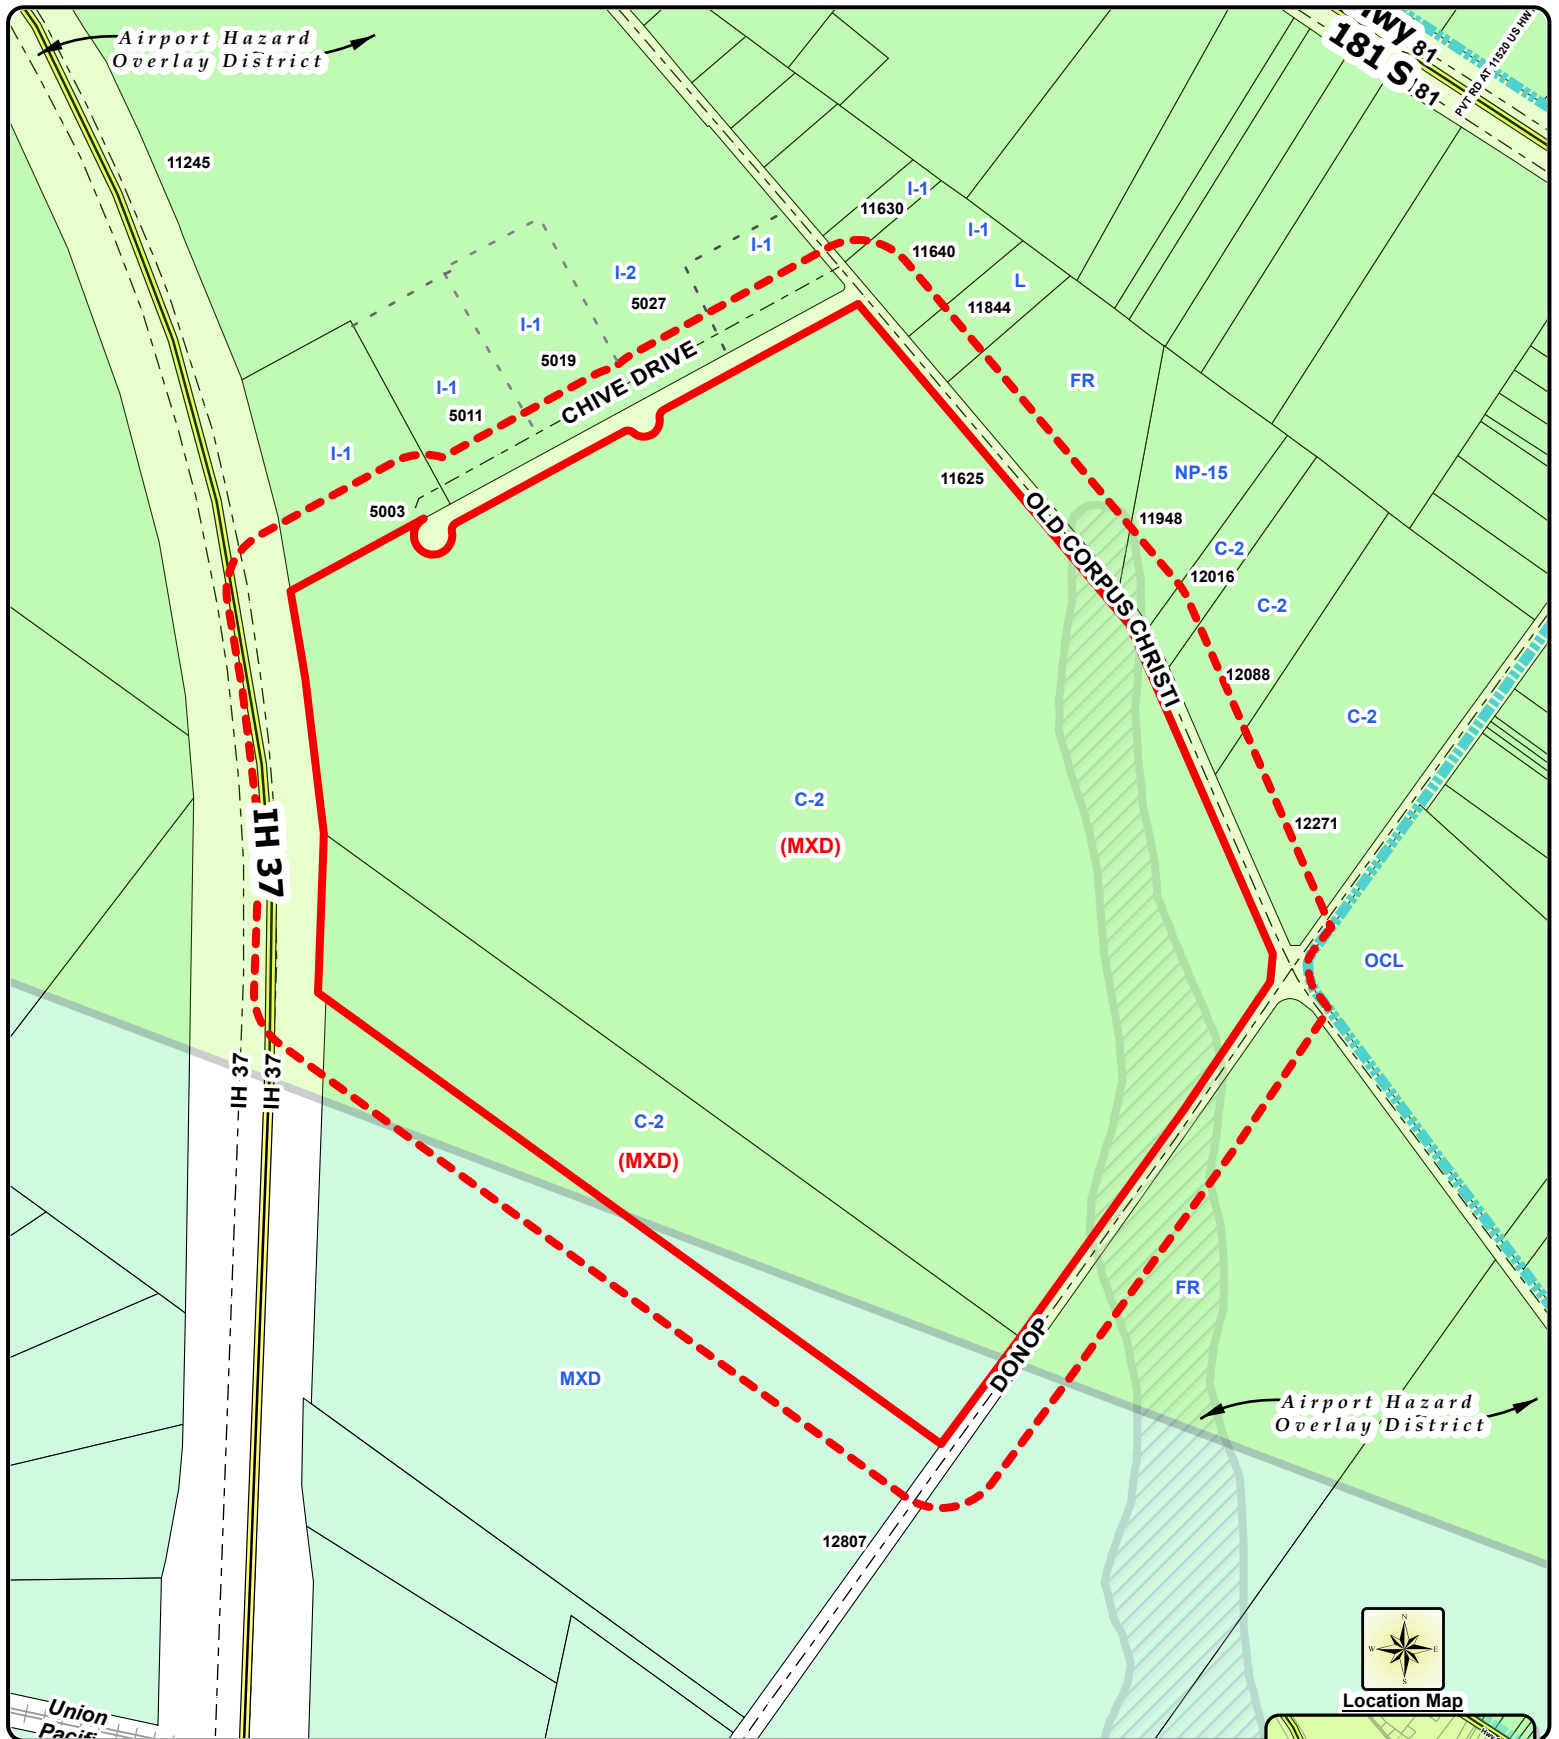 Airport Hazard
Overlay District
Hwy 81
181 S 81
PVT RD AT 11520 US HWY
11245
I-1
11630
I-1
11640
I-1
I-2
L
5027
11844
I-1
5019
CHIVE DRIVE
FR
I-1
5011
I-1
NP-15
11625
5003
OLD CORPUS CHRISTI
11948
C-2
12016
C-2
12088
C-2
C-2
12271
(MXD)
IH 37
OCL
IH 37
IH 37
C-2
(MXD)
FR
DONOP
MXD
Airport Hazard
Overlay District
12807
N
W E
S
Location Map
Union
Pacifi